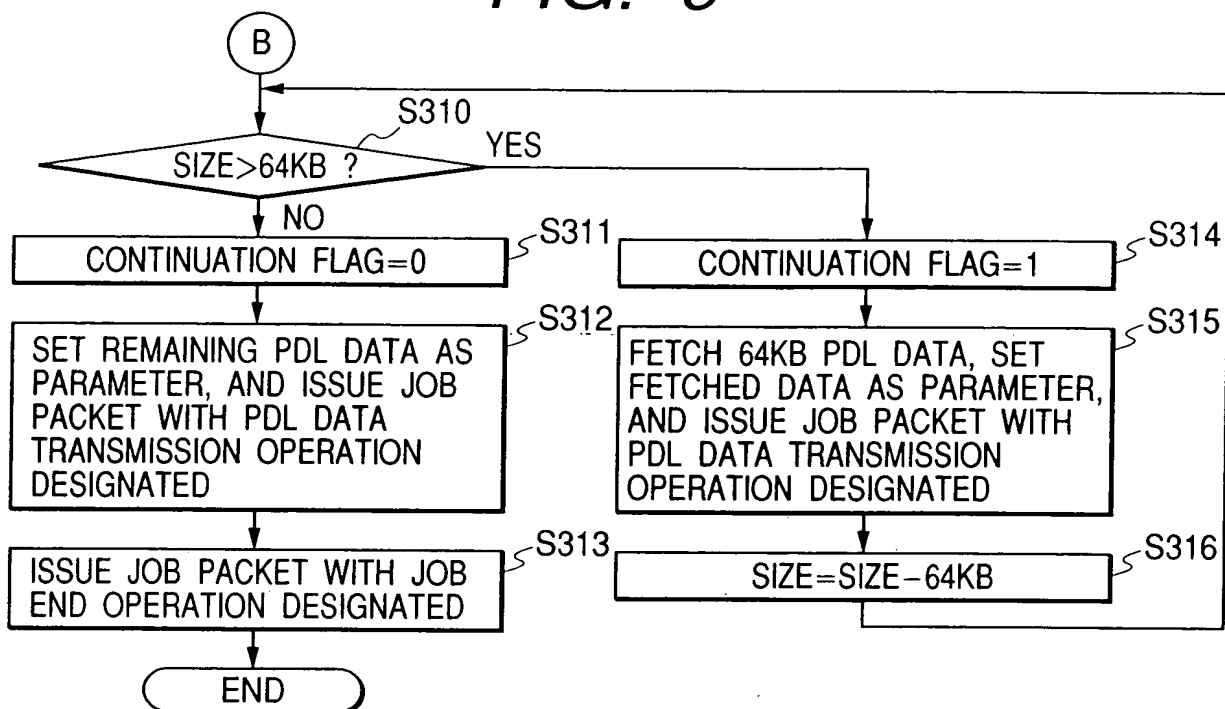 FIG.
B
S310
SIZE>64KB ?
YES
NO
S311
CONTINUATION FLAG=0
S312
SET REMAINING PDL DATA AS
PARAMETER, AND ISSUE JOB
PACKET WITH PDL DATA
TRANSMISSION OPERATION
DESIGNATED
S313
ISSUE JOB PACKET WITH JOB
END OPERATION DESIGNATED
END
S314
CONTINUATION FLAG=1
S315
FETCH 64KB PDL DATA, SET
FETCHED DATA AS PARAMETER,
AND ISSUE JOB PACKET WITH
PDL DATA TRANSMISSION
OPERATION DESIGNATED
S316
SIZE=SIZE-64KB